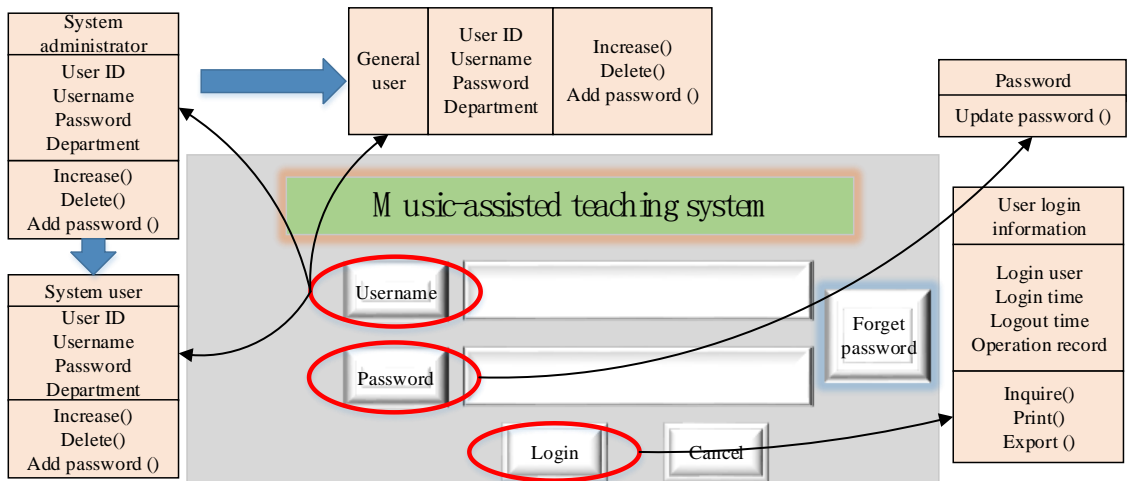 System
administrator
User ID
Username
Password
Department
Increase()
Delete()
Add password ()
General
user
User ID
Username
Password
Department
Increase()
Delete()
Add password ()
Password
Update password ()
Music-assisted teaching system
User login
information
Login user
Login time
Logout time
Operation record
Inquire()
Print()
Export ()
System user
User ID
Username
Password
Department
Increase()
Delete()
Add password ()
Username
Password
Forget
password
Login
Cancel